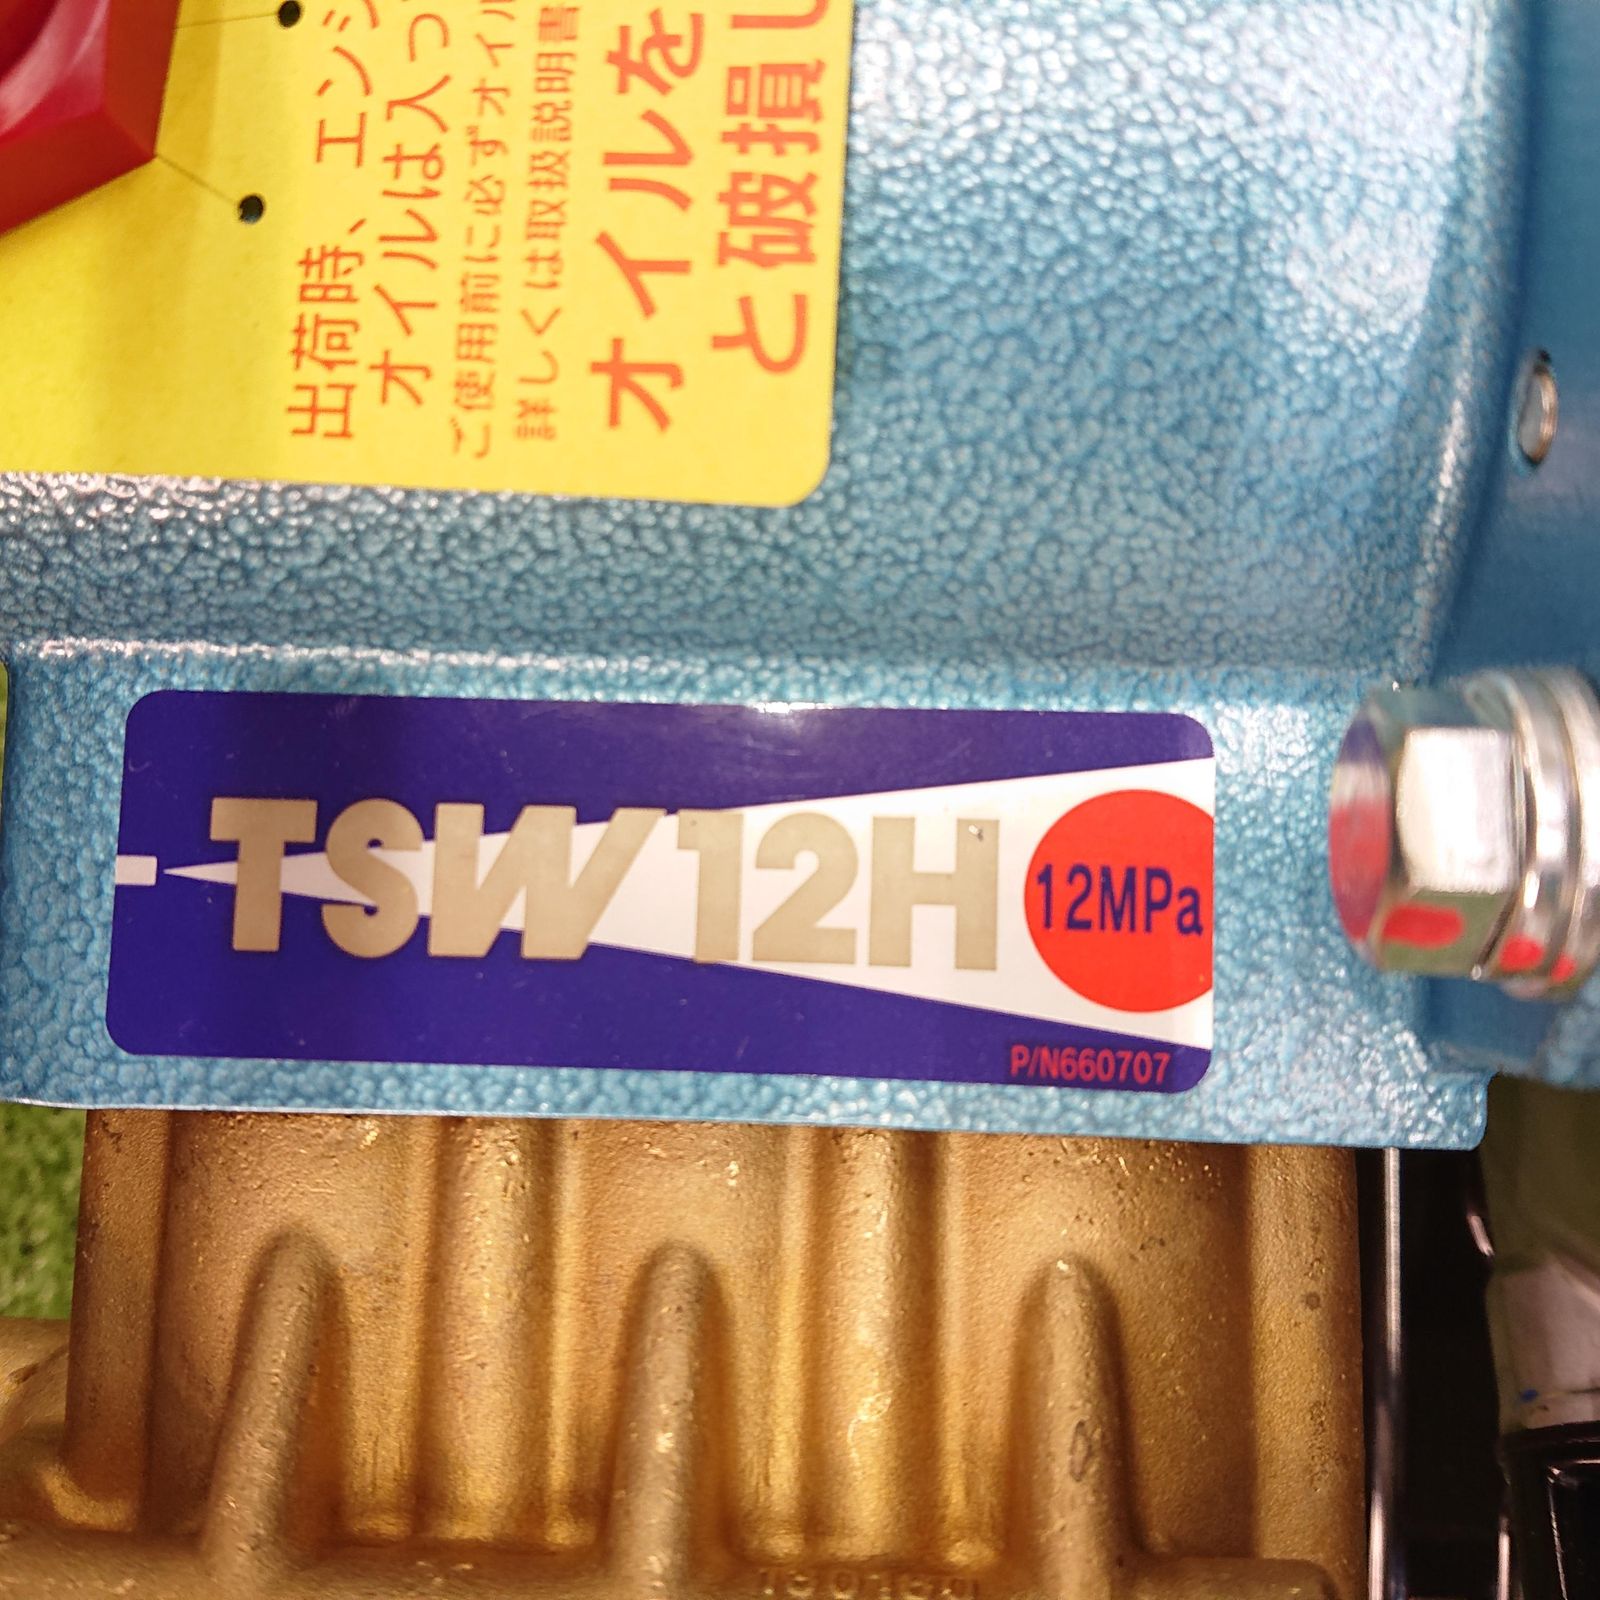 出荷時、エンジ
オイルは入っ
ご使用前に必ずオイル
詳しくは取扱説明書
オイルを
と破損し
TSW12H
12MPa
P/N660707